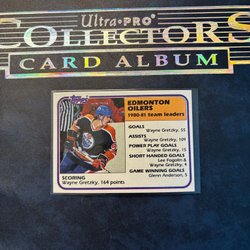 Ultra·PRO®
COLLECTORS
CARD ALBUM
EDMONTON
OILERS
1980-81 team leaders
GOALS
Wayne Gretzky, 55
ASSISTS
Wayne Gretzky, 109
POWER PLAY GOALS
Wayne Gretzky, 15
SHORT HANDED GOALS
Lee Fogolin &
Wayne Gretzky, 4
GAME WINNING GOALS
Glenn Anderson, 5
SCORING
Wayne Gretzky, 164 points